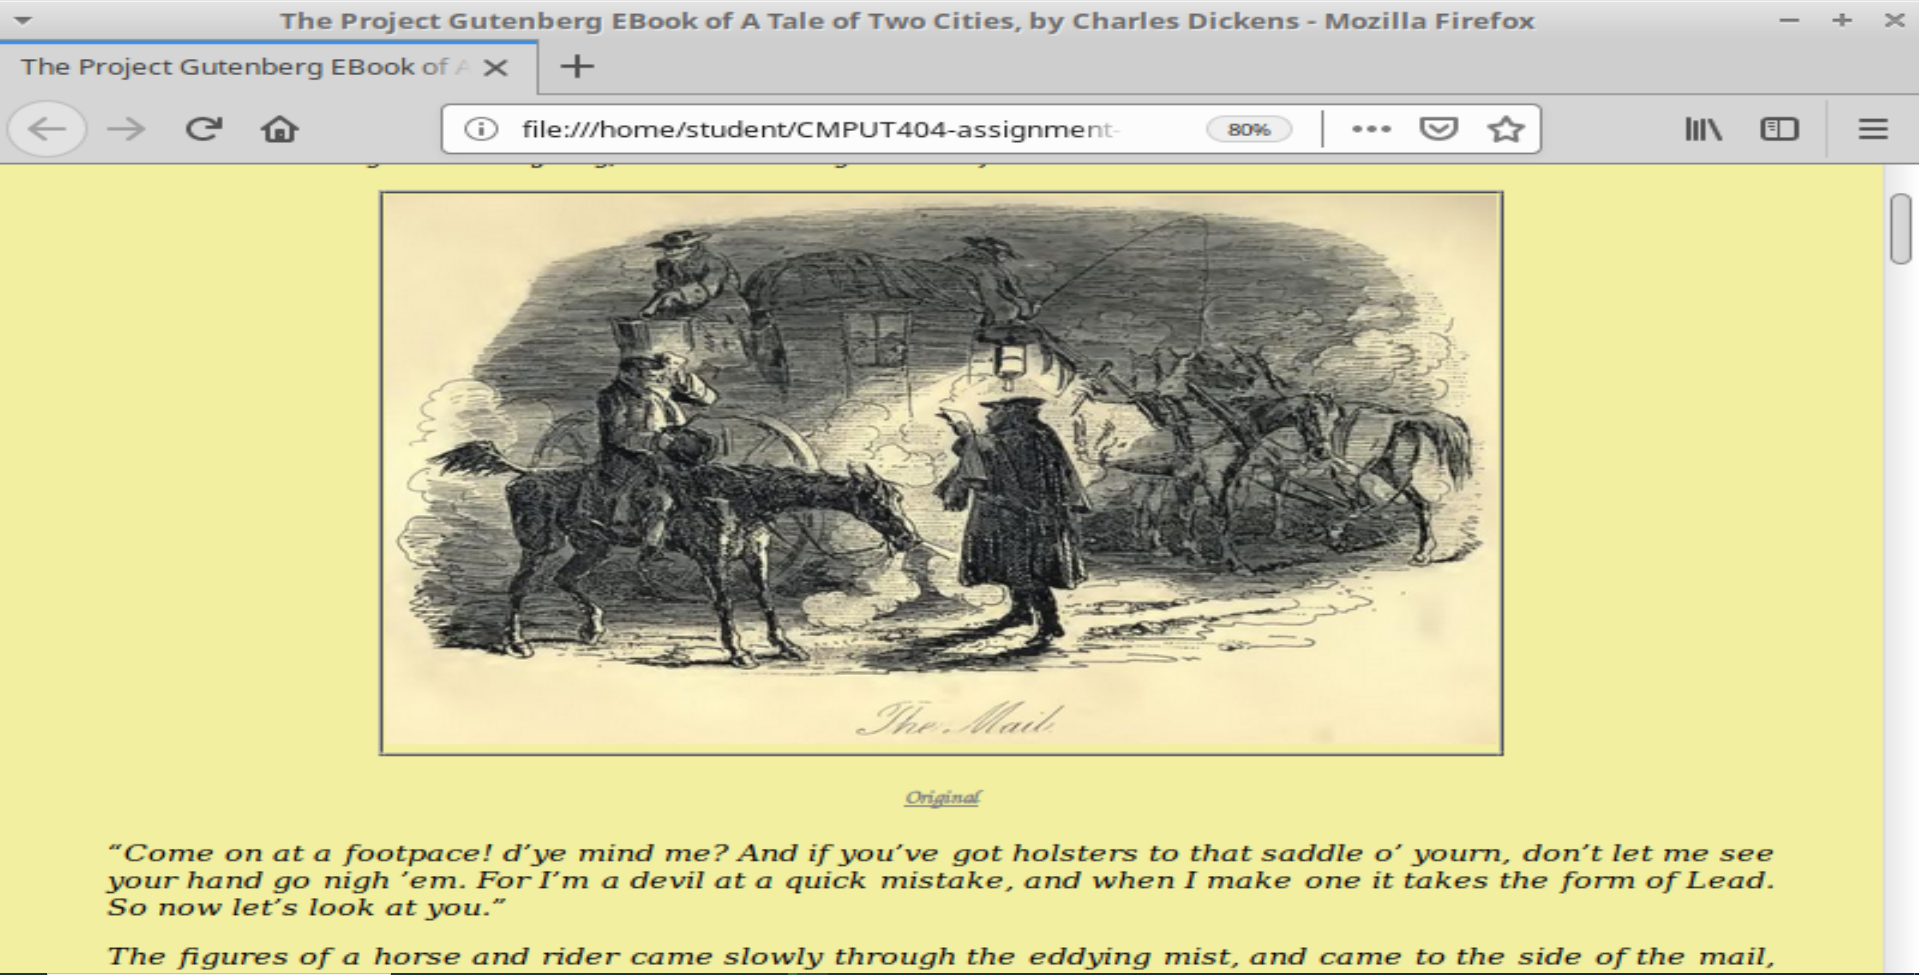 The Project Gutenberg EBook of A Tale of Two Cities, by Charles Dickens - Mozilla Firefox
The Project Gutenberg EBook of A
file:///home/student/CMPUT404-assignment-
80%
The Mail.
Original
“Come on at a footpace! d’ye mind me? And if you’ve got holsters to that saddle o’ yourn, don’t let me see
your hand go nigh ’em. For I’m a devil at a quick mistake, and when I make one it takes the form of Lead.
So now let’s look at you.”
The figures of a horse and rider came slowly through the eddying mist, and came to the side of the mail,